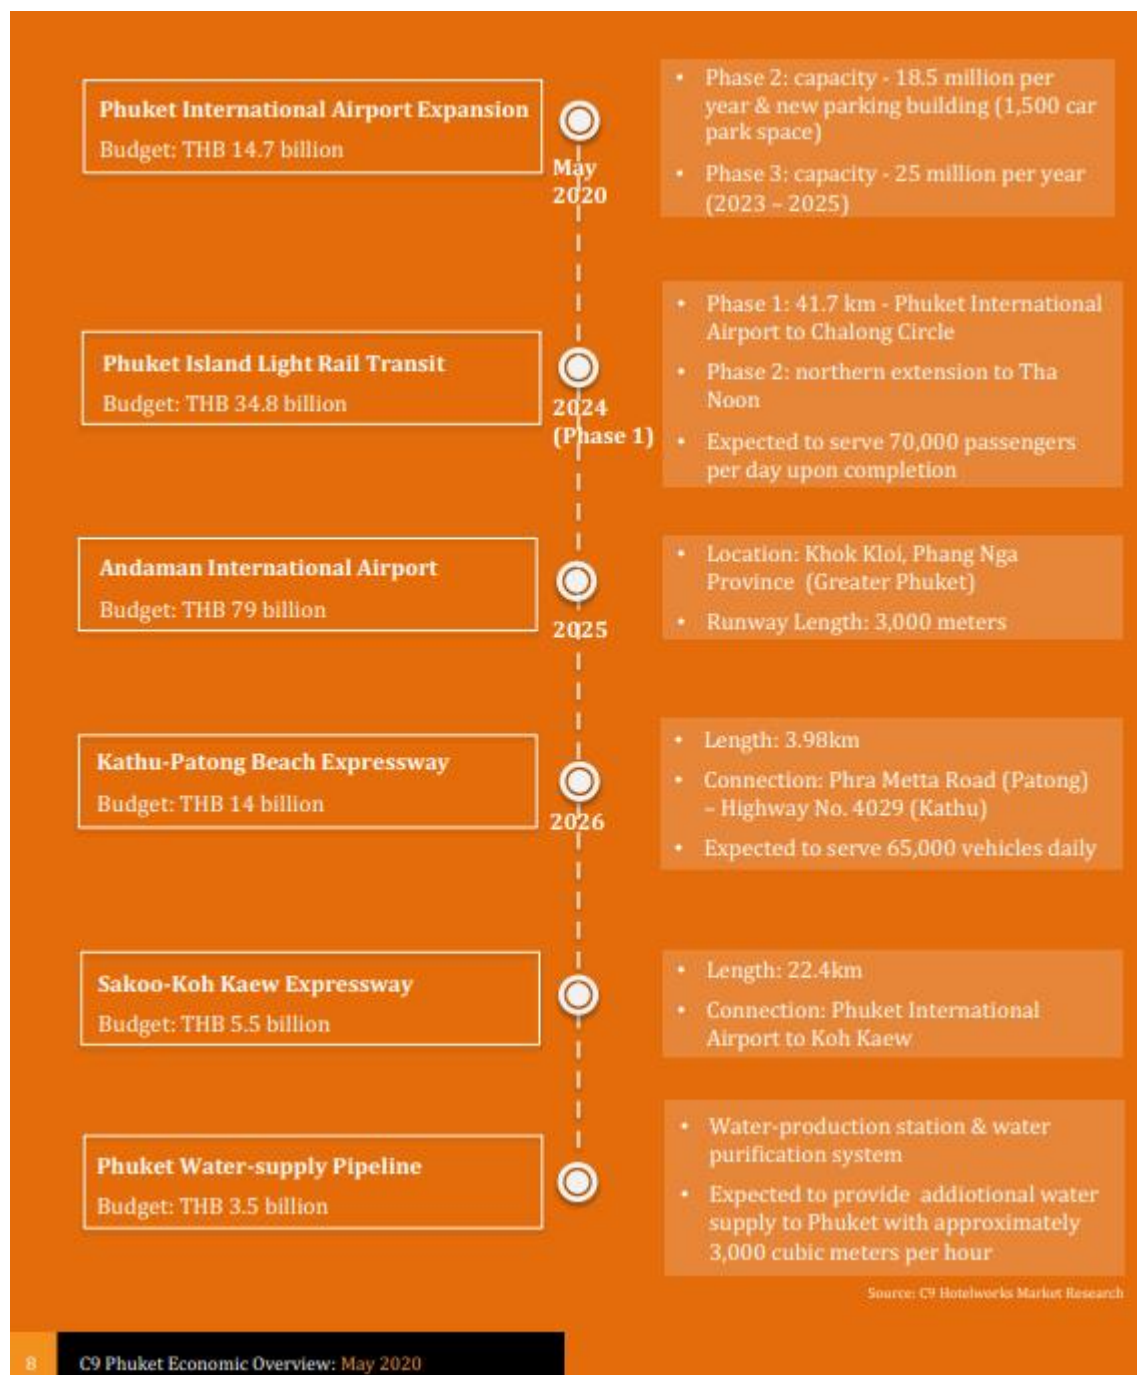 Phuket International Airport Expansion
Budget: THB 14.7 billion
May
2020
• Phase 2: capacity - 18.5 million per
year & new parking building (1,500 car
park space)
• Phase 3: capacity - 25 million per year
(2023 – 2025)
Phuket Island Light Rail Transit
Budget: THB 34.8 billion
2024
(Phase 1)
• Phase 1: 41.7 km - Phuket International
Airport to Chalong Circle
• Phase 2: northern extension to Tha
Noon
• Expected to serve 70,000 passengers
per day upon completion
Andaman International Airport
Budget: THB 79 billion
2025
• Location: Khok Kloi, Phang Nga
Province (Greater Phuket)
• Runway Length: 3,000 meters
Kathu-Patong Beach Expressway
Budget: THB 14 billion
2026
• Length: 3.98km
• Connection: Phra Metta Road (Patong)
– Highway No. 4029 (Kathu)
• Expected to serve 65,000 vehicles daily
Sakoo-Koh Kaew Expressway
Budget: THB 5.5 billion
• Length: 22.4km
• Connection: Phuket International
Airport to Koh Kaew
Phuket Water-supply Pipeline
Budget: THB 3.5 billion
• Water-production station & water
purification system
• Expected to provide addiotional water
supply to Phuket with approximately
3,000 cubic meters per hour
Source: C9 Hotelworks Market Research
8
C9 Phuket Economic Overview: May 2020